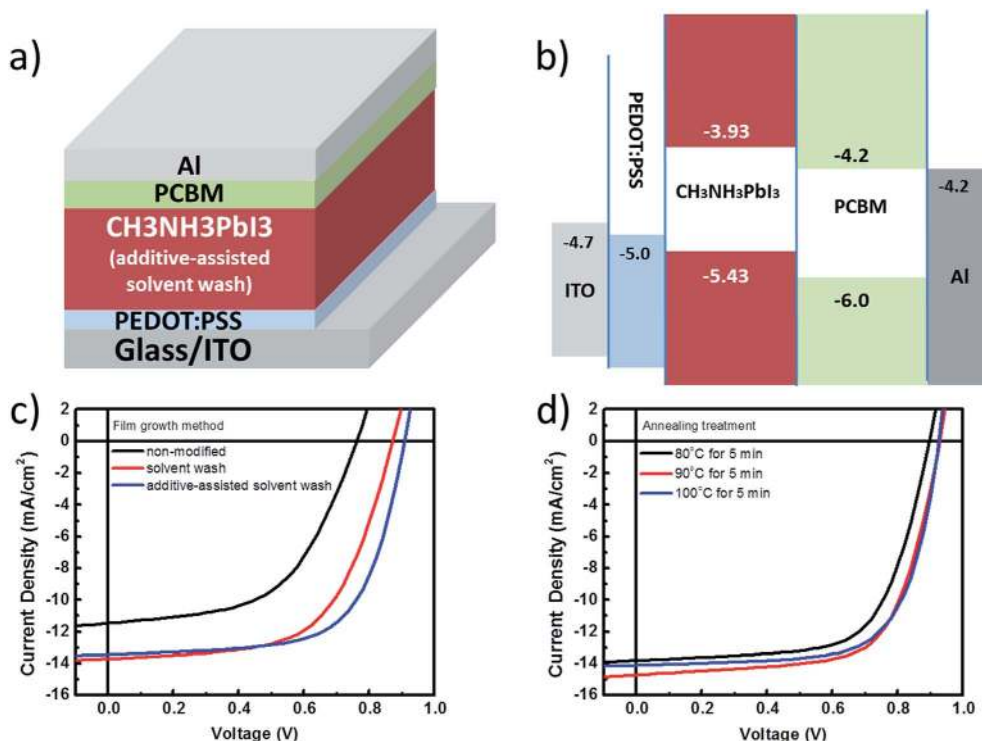 a)
Al
PCBM
CH3NH3PbI3
(additive-assisted
solvent wash)
PEDOT:PSS
Glass/ITO
b)
-4.7
ITO
PEDOT:PSS
-5.0
-3.93
CH₃NH₃PbI₃
-5.43
-4.2
PCBM
-6.0
-4.2
Al
c)
Film growth method
non-modified
solvent wash
additive-assisted solvent wash
Current Density (mA/cm²)
2
0
-2
-4
-6
-8
-10
-12
-14
-16
0.0 0.2 0.4 0.6 0.8 1.0
Voltage (V)
d)
Annealing treatment
80°C for 5 min
90°C for 5 min
100°C for 5 min
Current Density (mA/cm²)
2
0
-2
-4
-6
-8
-10
-12
-14
-16
0.0 0.2 0.4 0.6 0.8 1.0
Voltage (V)